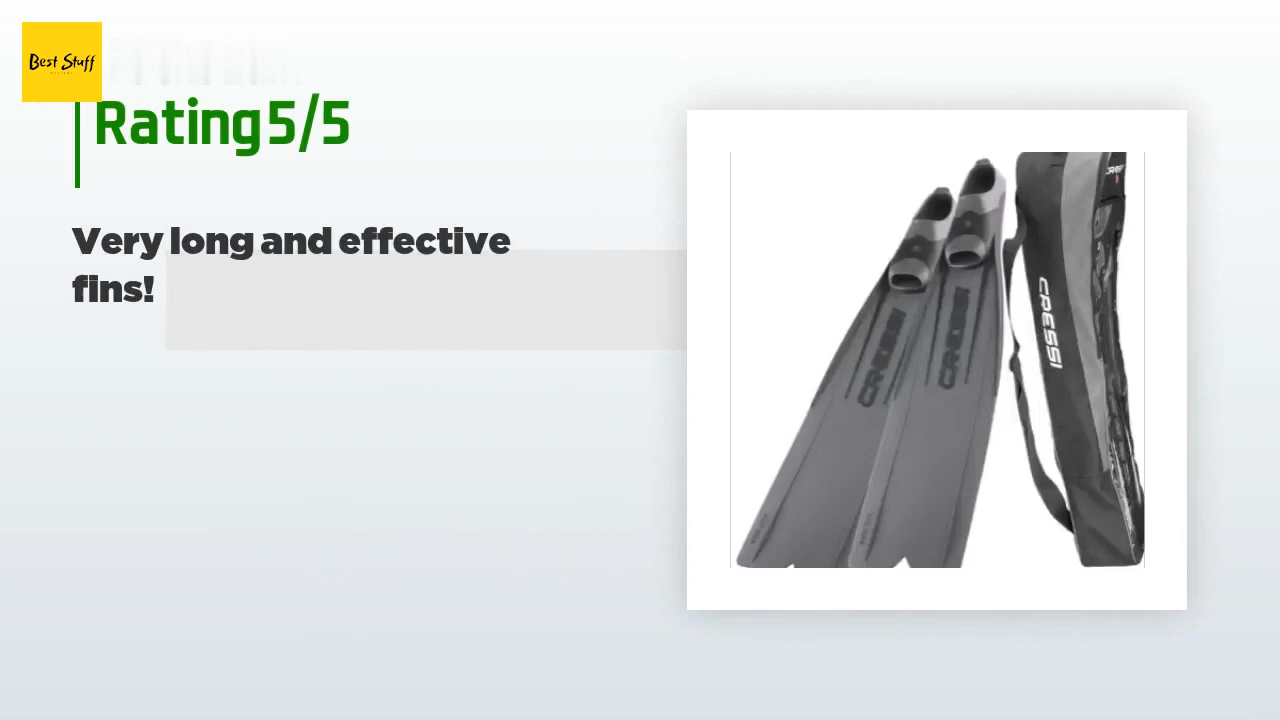 Best Stuff
Rating 5/5
Very long and effective
fins!
CRESSI
CRESSI
CRESSI